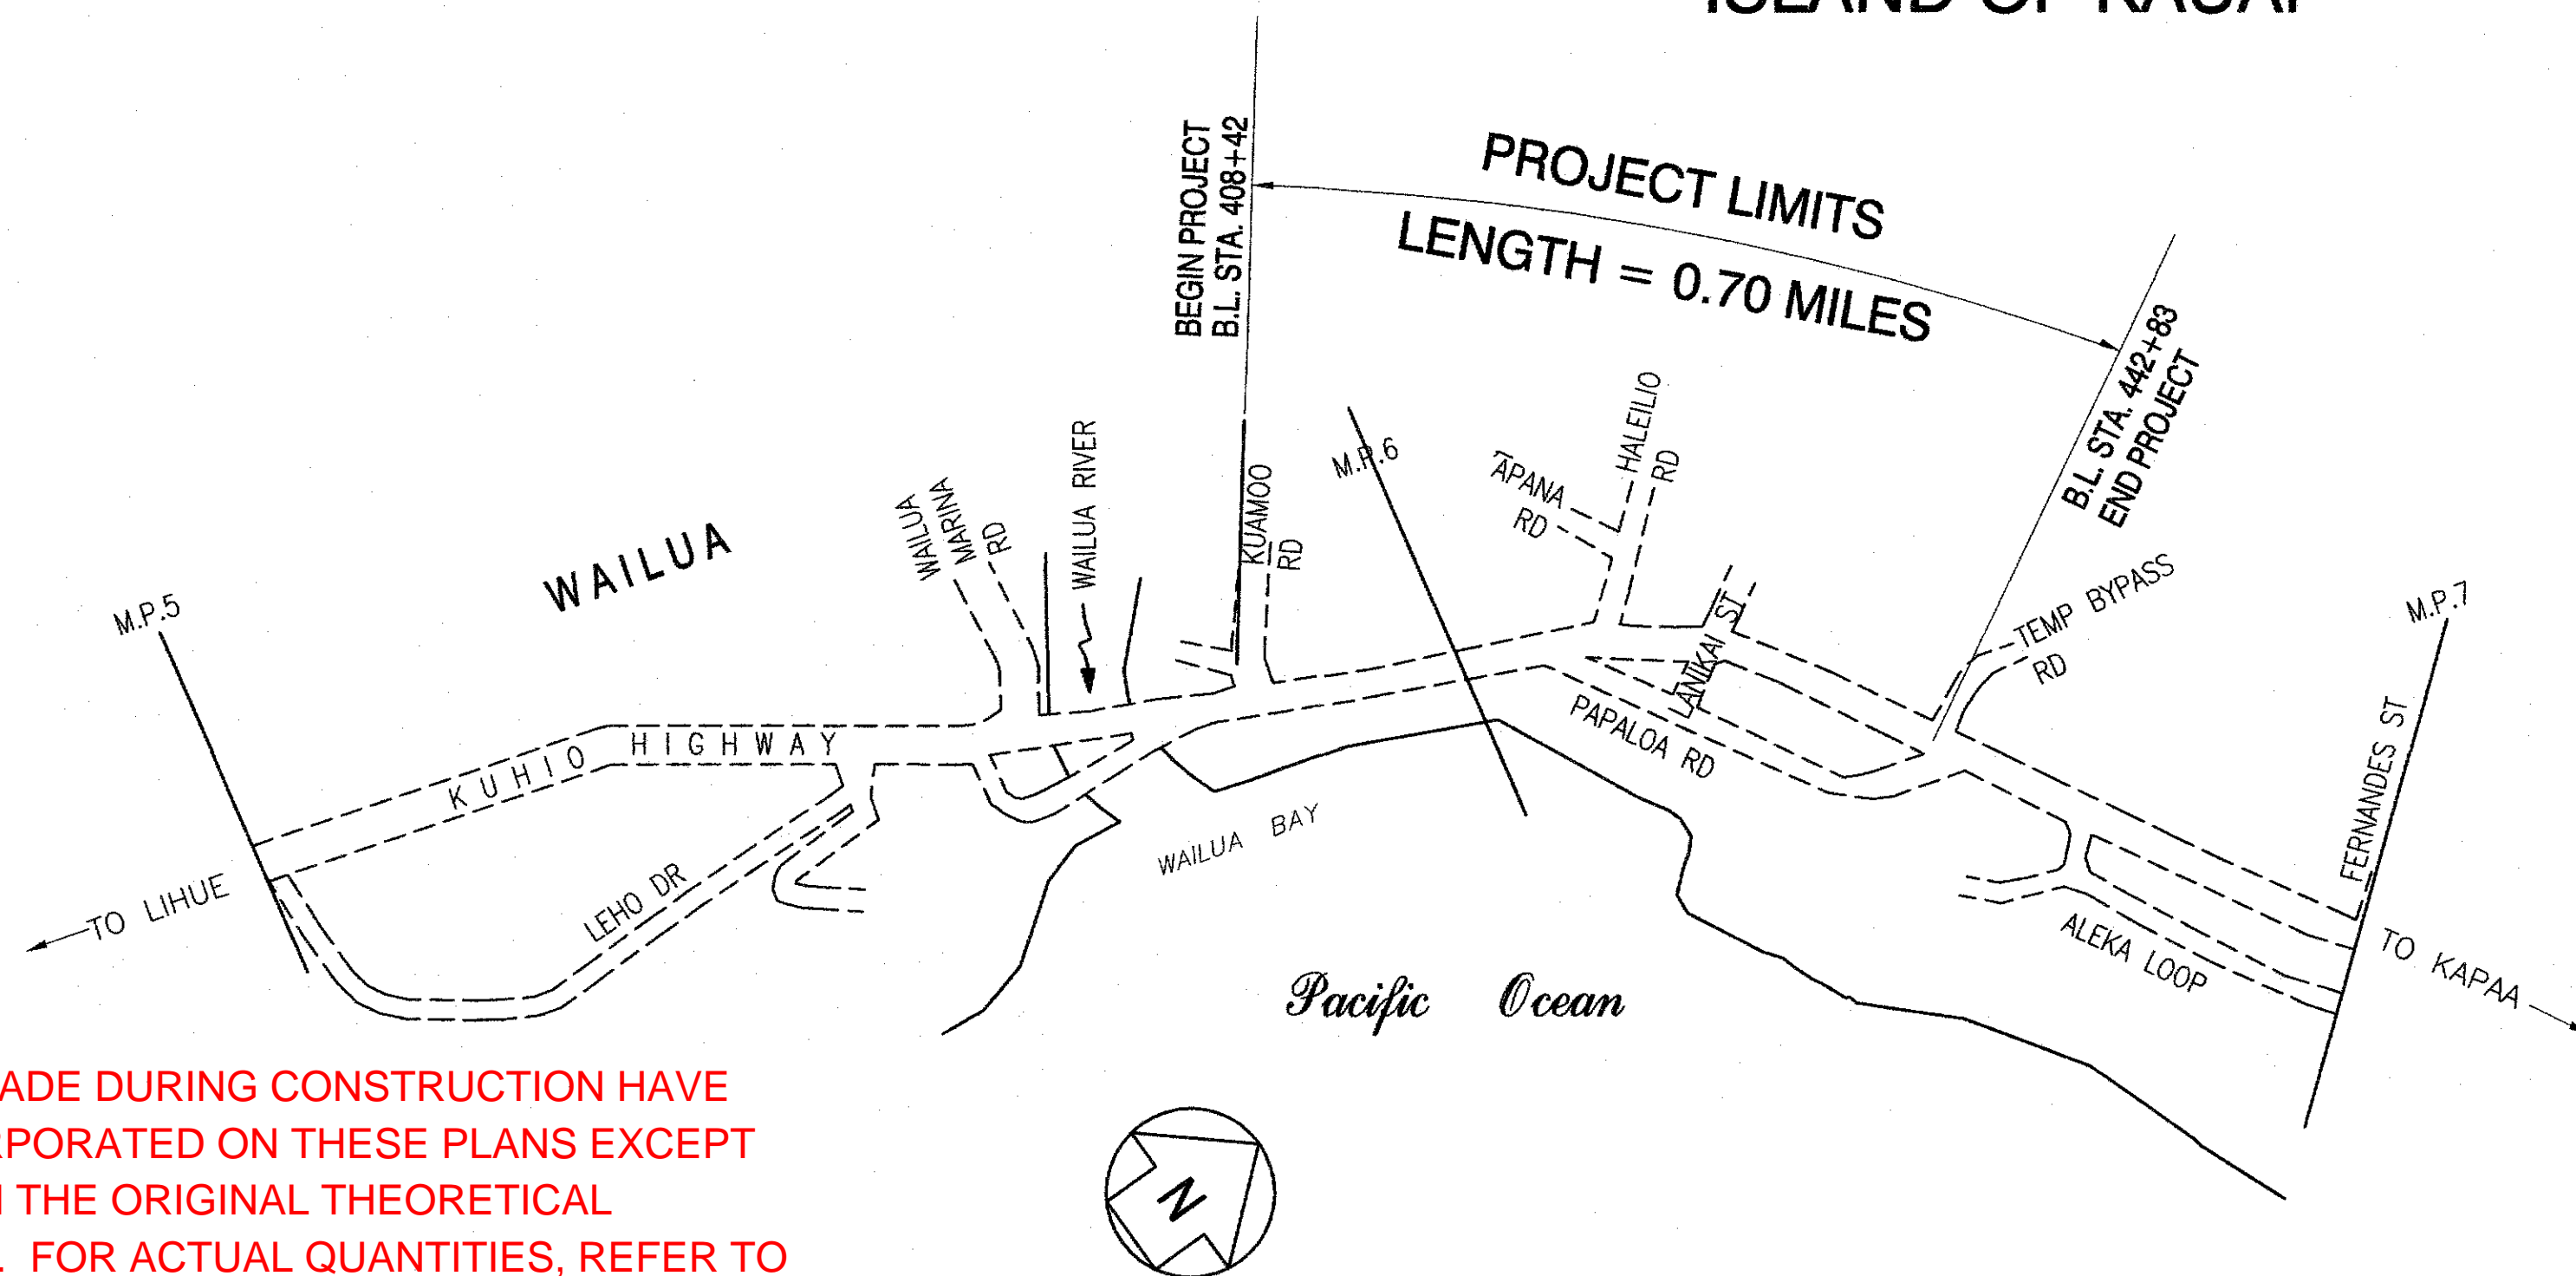 ISLAND OF KAUAI
BEGIN PROJECT
B.L. STA. 408+42
PROJECT LIMITS
LENGTH = 0.70 MILES
B.L. STA. 442+83
END PROJECT
HALEILIO
RD
APANA
RD
M.P.6
WAILUA RIVER
KUAMOO
RD
WAILUA
MARINA
RD
WAILUA
M.P.5
LANIKAI ST
TEMP BYPASS
RD
M.P.7
KUHIO HIGHWAY
PAPALOA RD
FERNANDES ST
WAILUA BAY
TO LIHUE
LEHO DR
ALEKA LOOP
TO KAPAA
Pacific Ocean
ADE DURING CONSTRUCTION HAVE
RPORATED ON THESE PLANS EXCEPT
THE ORIGINAL THEORETICAL
. FOR ACTUAL QUANTITIES, REFER TO
N